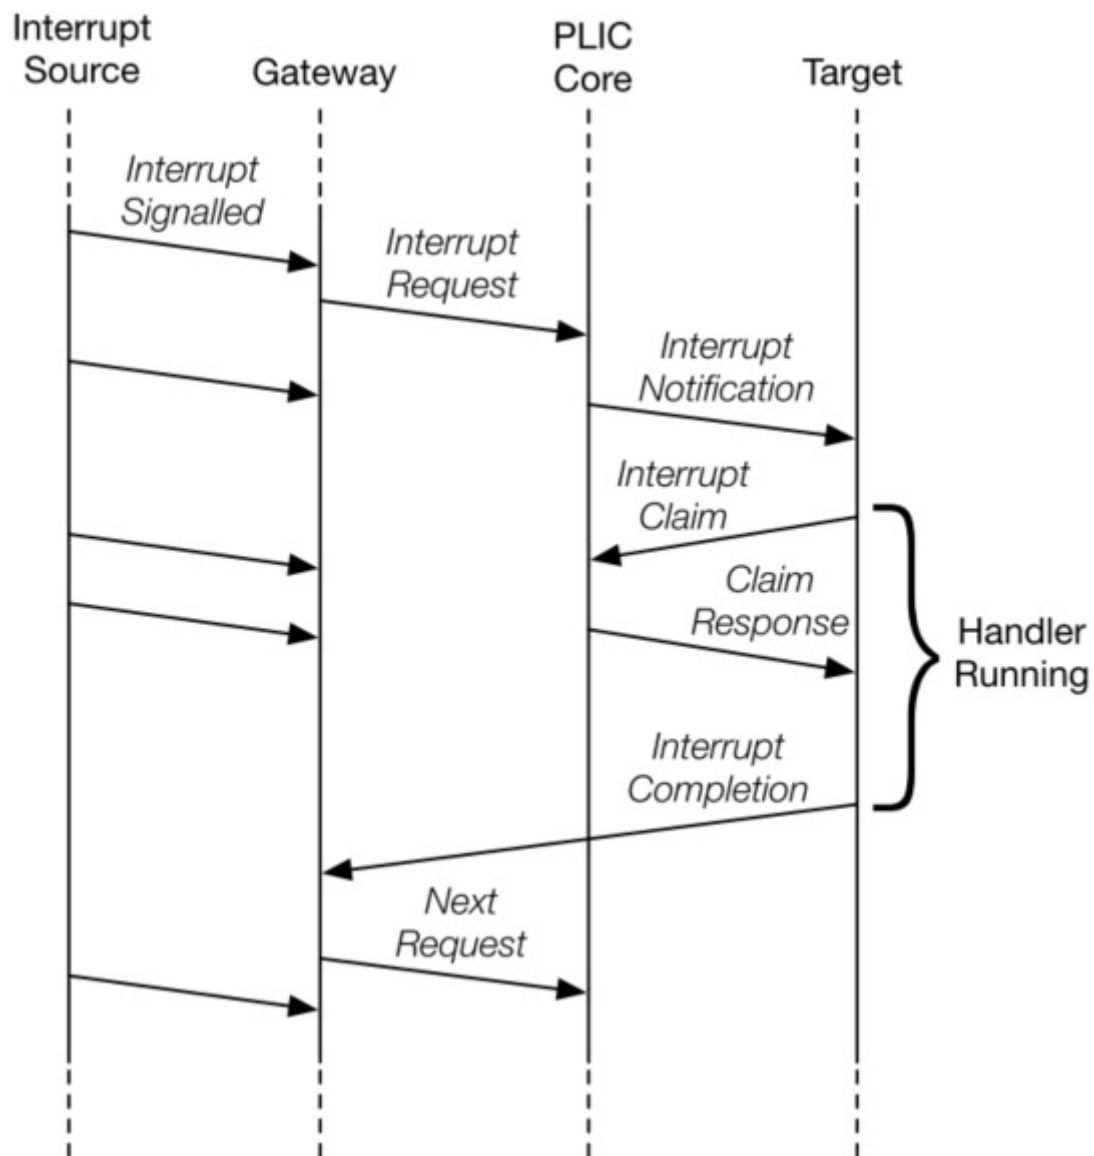 Interrupt
Source
Gateway
PLIC
Core
Target
Interrupt
Signalled
Interrupt
Request
Interrupt
Notification
Interrupt
Claim
Claim
Response
Handler
Running
Interrupt
Completion
Next
Request